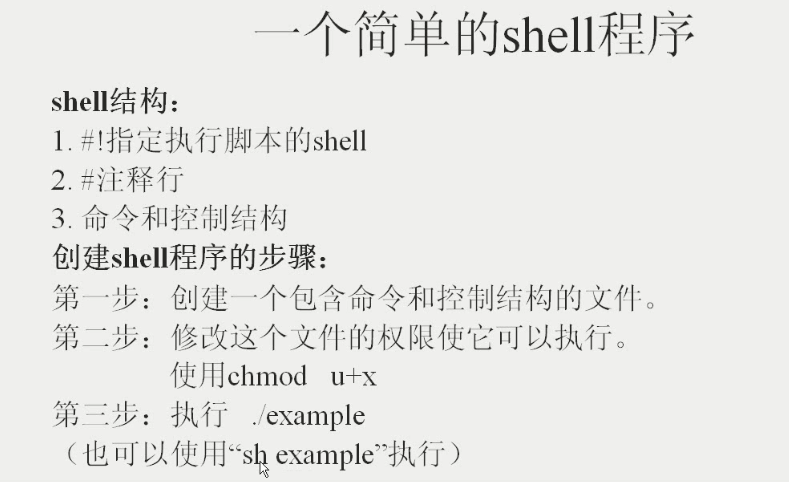 一个简单的shell程序
shell结构：
1. #!指定执行脚本的shell
2. #注释行
3. 命令和控制结构
创建shell程序的步骤：
第一步：创建一个包含命令和控制结构的文件。
第二步：修改这个文件的权限使它可以执行。
使用chmod u+x
第三步：执行 ./example
（也可以使用“sh example”执行）